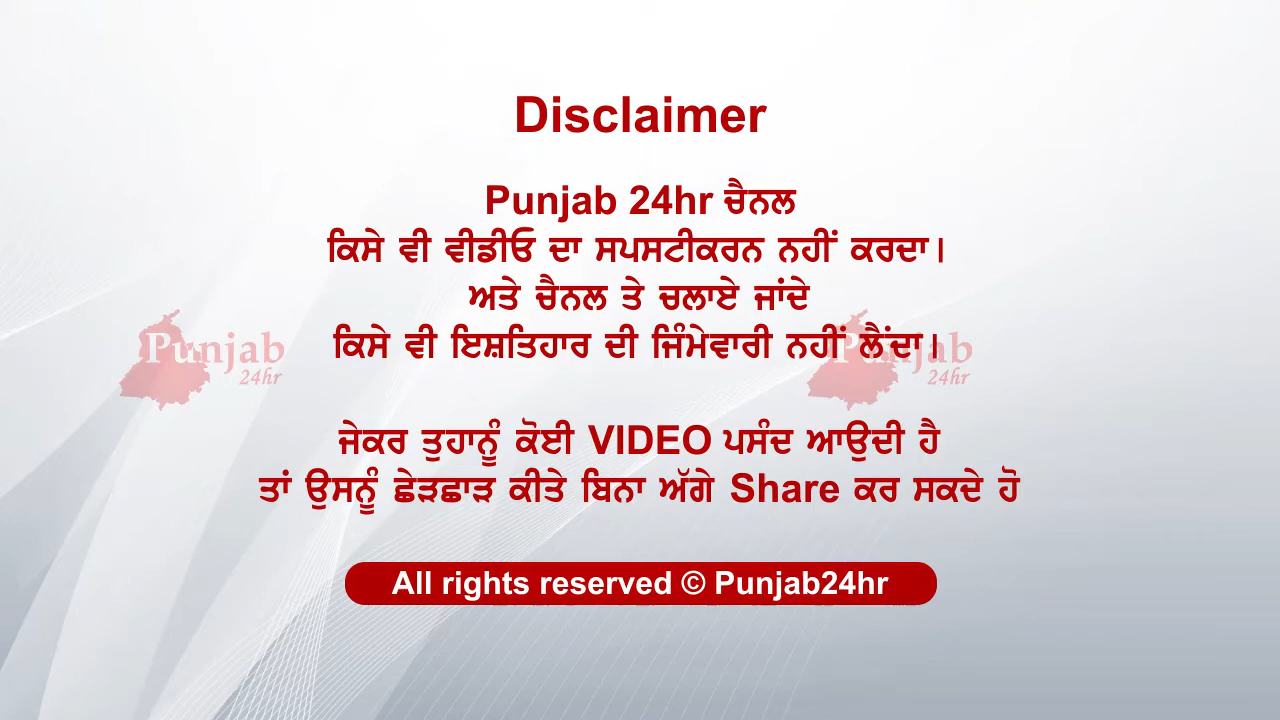 Disclaimer
Punjab 24hr ਚੈਨਲ
ਕਿਸੇ ਵੀ ਵੀਡੀਓ ਦਾ ਸਪਸਟੀਕਰਨ ਨਹੀਂ ਕਰਦਾ।
ਅਤੇ ਚੈਨਲ ਤੇ ਚਲਾਏ ਜਾਂਦੇ
ਕਿਸੇ ਵੀ ਇਸ਼ਤਿਹਾਰ ਦੀ ਜਿੰਮੇਵਾਰੀ ਨਹੀਂ ਲੈਂਦਾ।
Punjab
24hr
Punjab
24hr
ਜੇਕਰ ਤੁਹਾਨੂੰ ਕੋਈ VIDEO ਪਸੰਦ ਆਉਦੀ ਹੈ
ਤਾਂ ਉਸਨੂੰ ਛੇੜਛਾੜ ਕੀਤੇ ਬਿਨਾ ਅੱਗੇ Share ਕਰ ਸਕਦੇ ਹੋ
All rights reserved © Punjab24hr